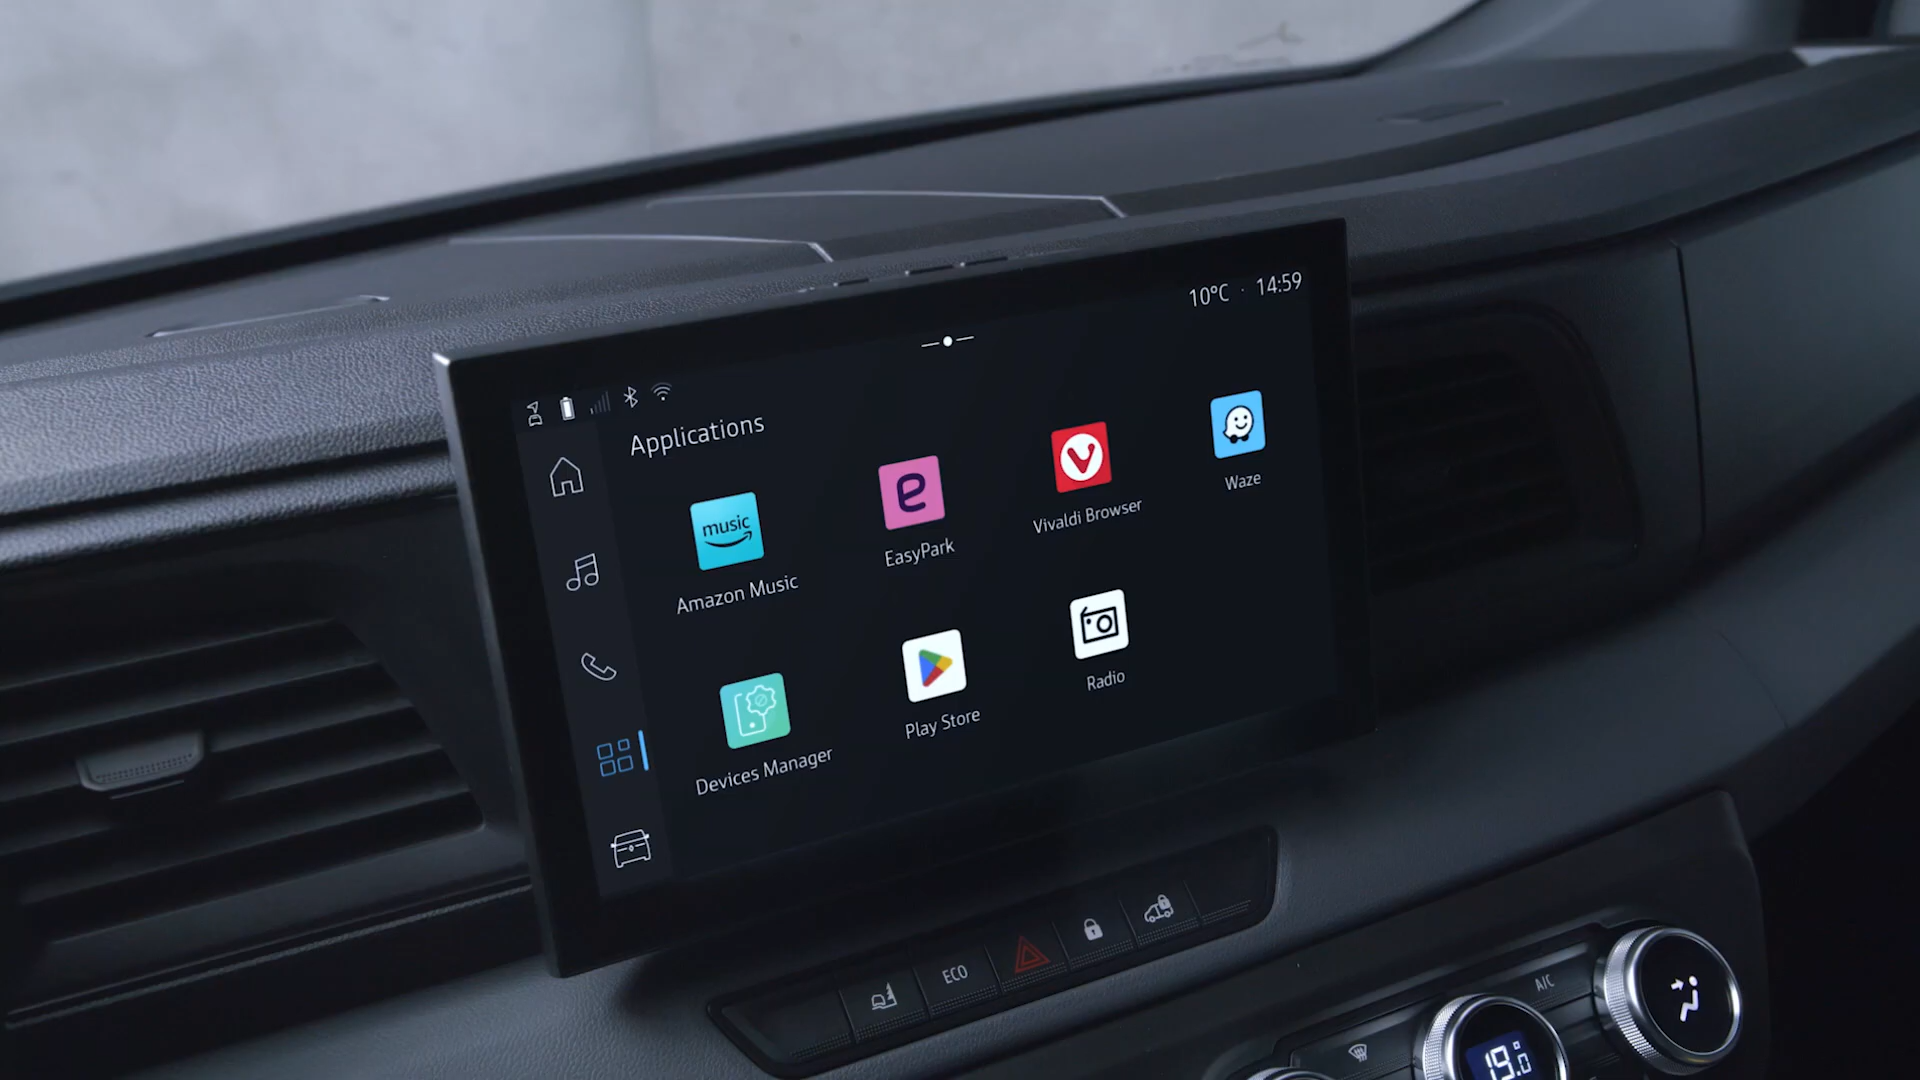 10°C · 14:59
Applications
music
Amazon Music
e
EasyPark
Vivaldi Browser
Waze
Devices Manager
Play Store
Radio
ECO
A/C
19.0